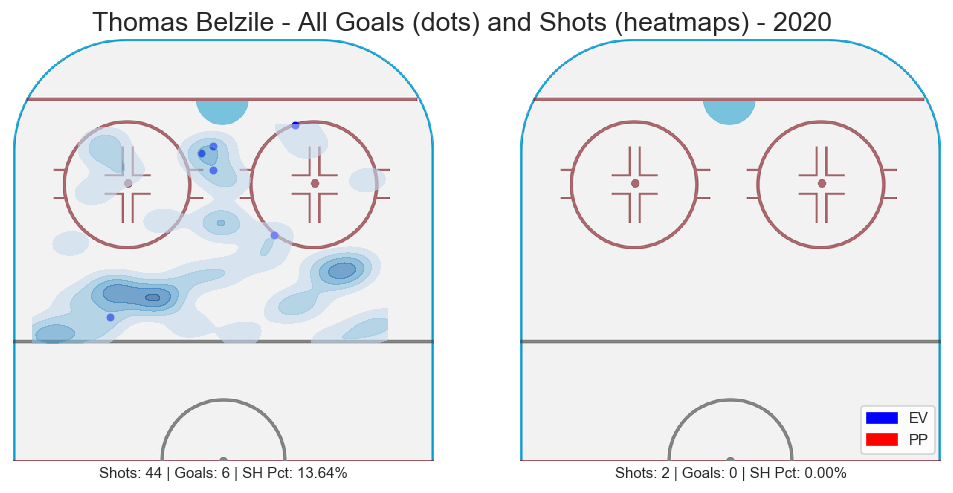 Thomas Belzile - All Goals (dots) and Shots (heatmaps) - 2020
EV
PP
Shots: 44 | Goals: 6 | SH Pct: 13.64%
Shots: 2 | Goals: 0 | SH Pct: 0.00%